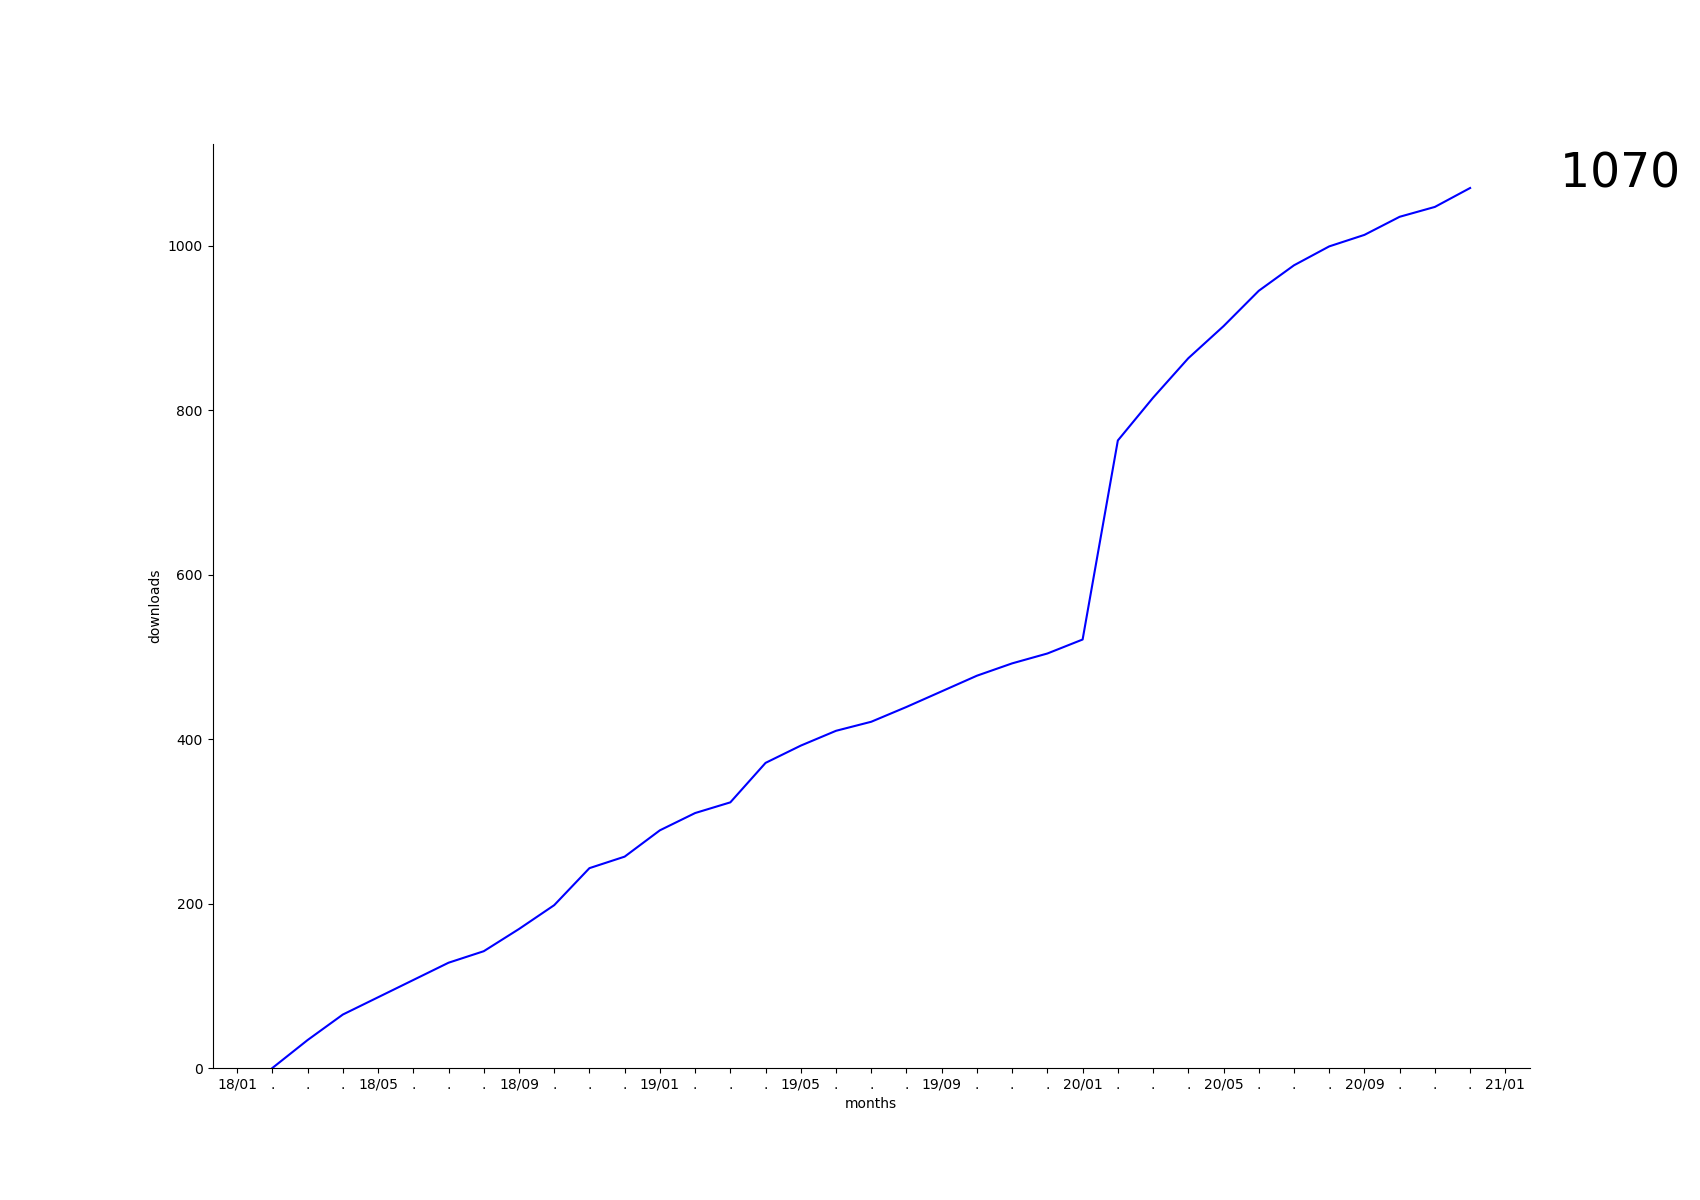 1070
1000
800
600
400
200
0
downloads
18/01 . . . 18/05 . . . 18/09 . . . 19/01 . . . 19/05 . . . 19/09 . . . 20/01 . . . 20/05 . . . 20/09 . . . 21/01
months